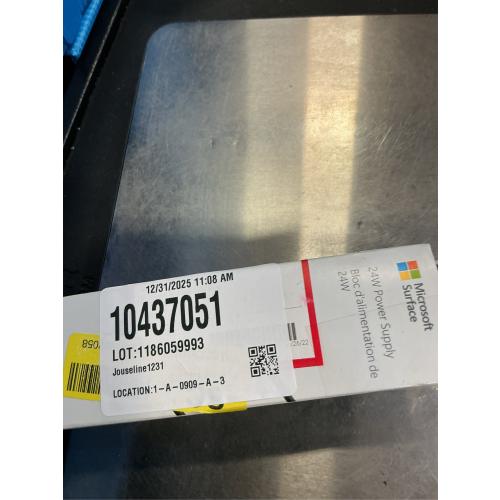 12/31/2025 11:08 AM
10437051
LOT:1186059993
Jouseline1231
LOCATION:1-A-0909-A-3
Microsoft
Surface
24W Power Supply
Bloc d'alimentation de
24W